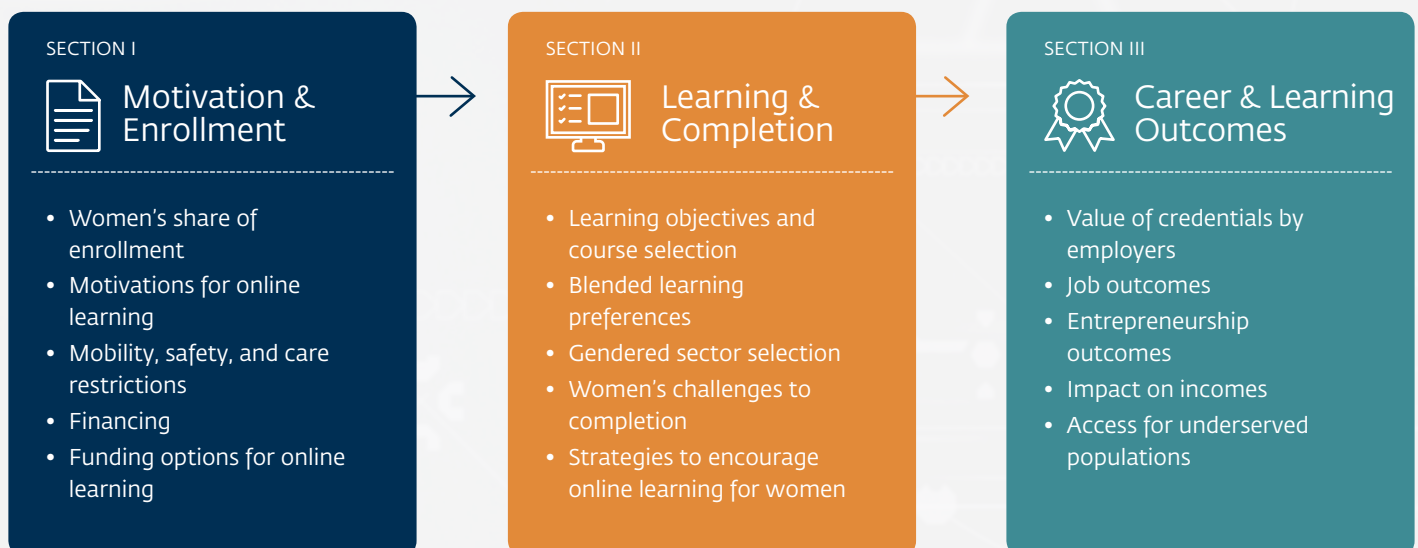 SECTION I
Motivation &
Enrollment
• Women's share of
enrollment
• Motivations for online
learning
• Mobility, safety, and care
restrictions
• Financing
• Funding options for online
learning
SECTION II
Learning &
Completion
• Learning objectives and
course selection
• Blended learning
preferences
• Gendered sector selection
• Women's challenges to
completion
• Strategies to encourage
online learning for women
SECTION III
Career & Learning
Outcomes
• Value of credentials by
employers
• Job outcomes
• Entrepreneurship
outcomes
• Impact on incomes
• Access for underserved
populations